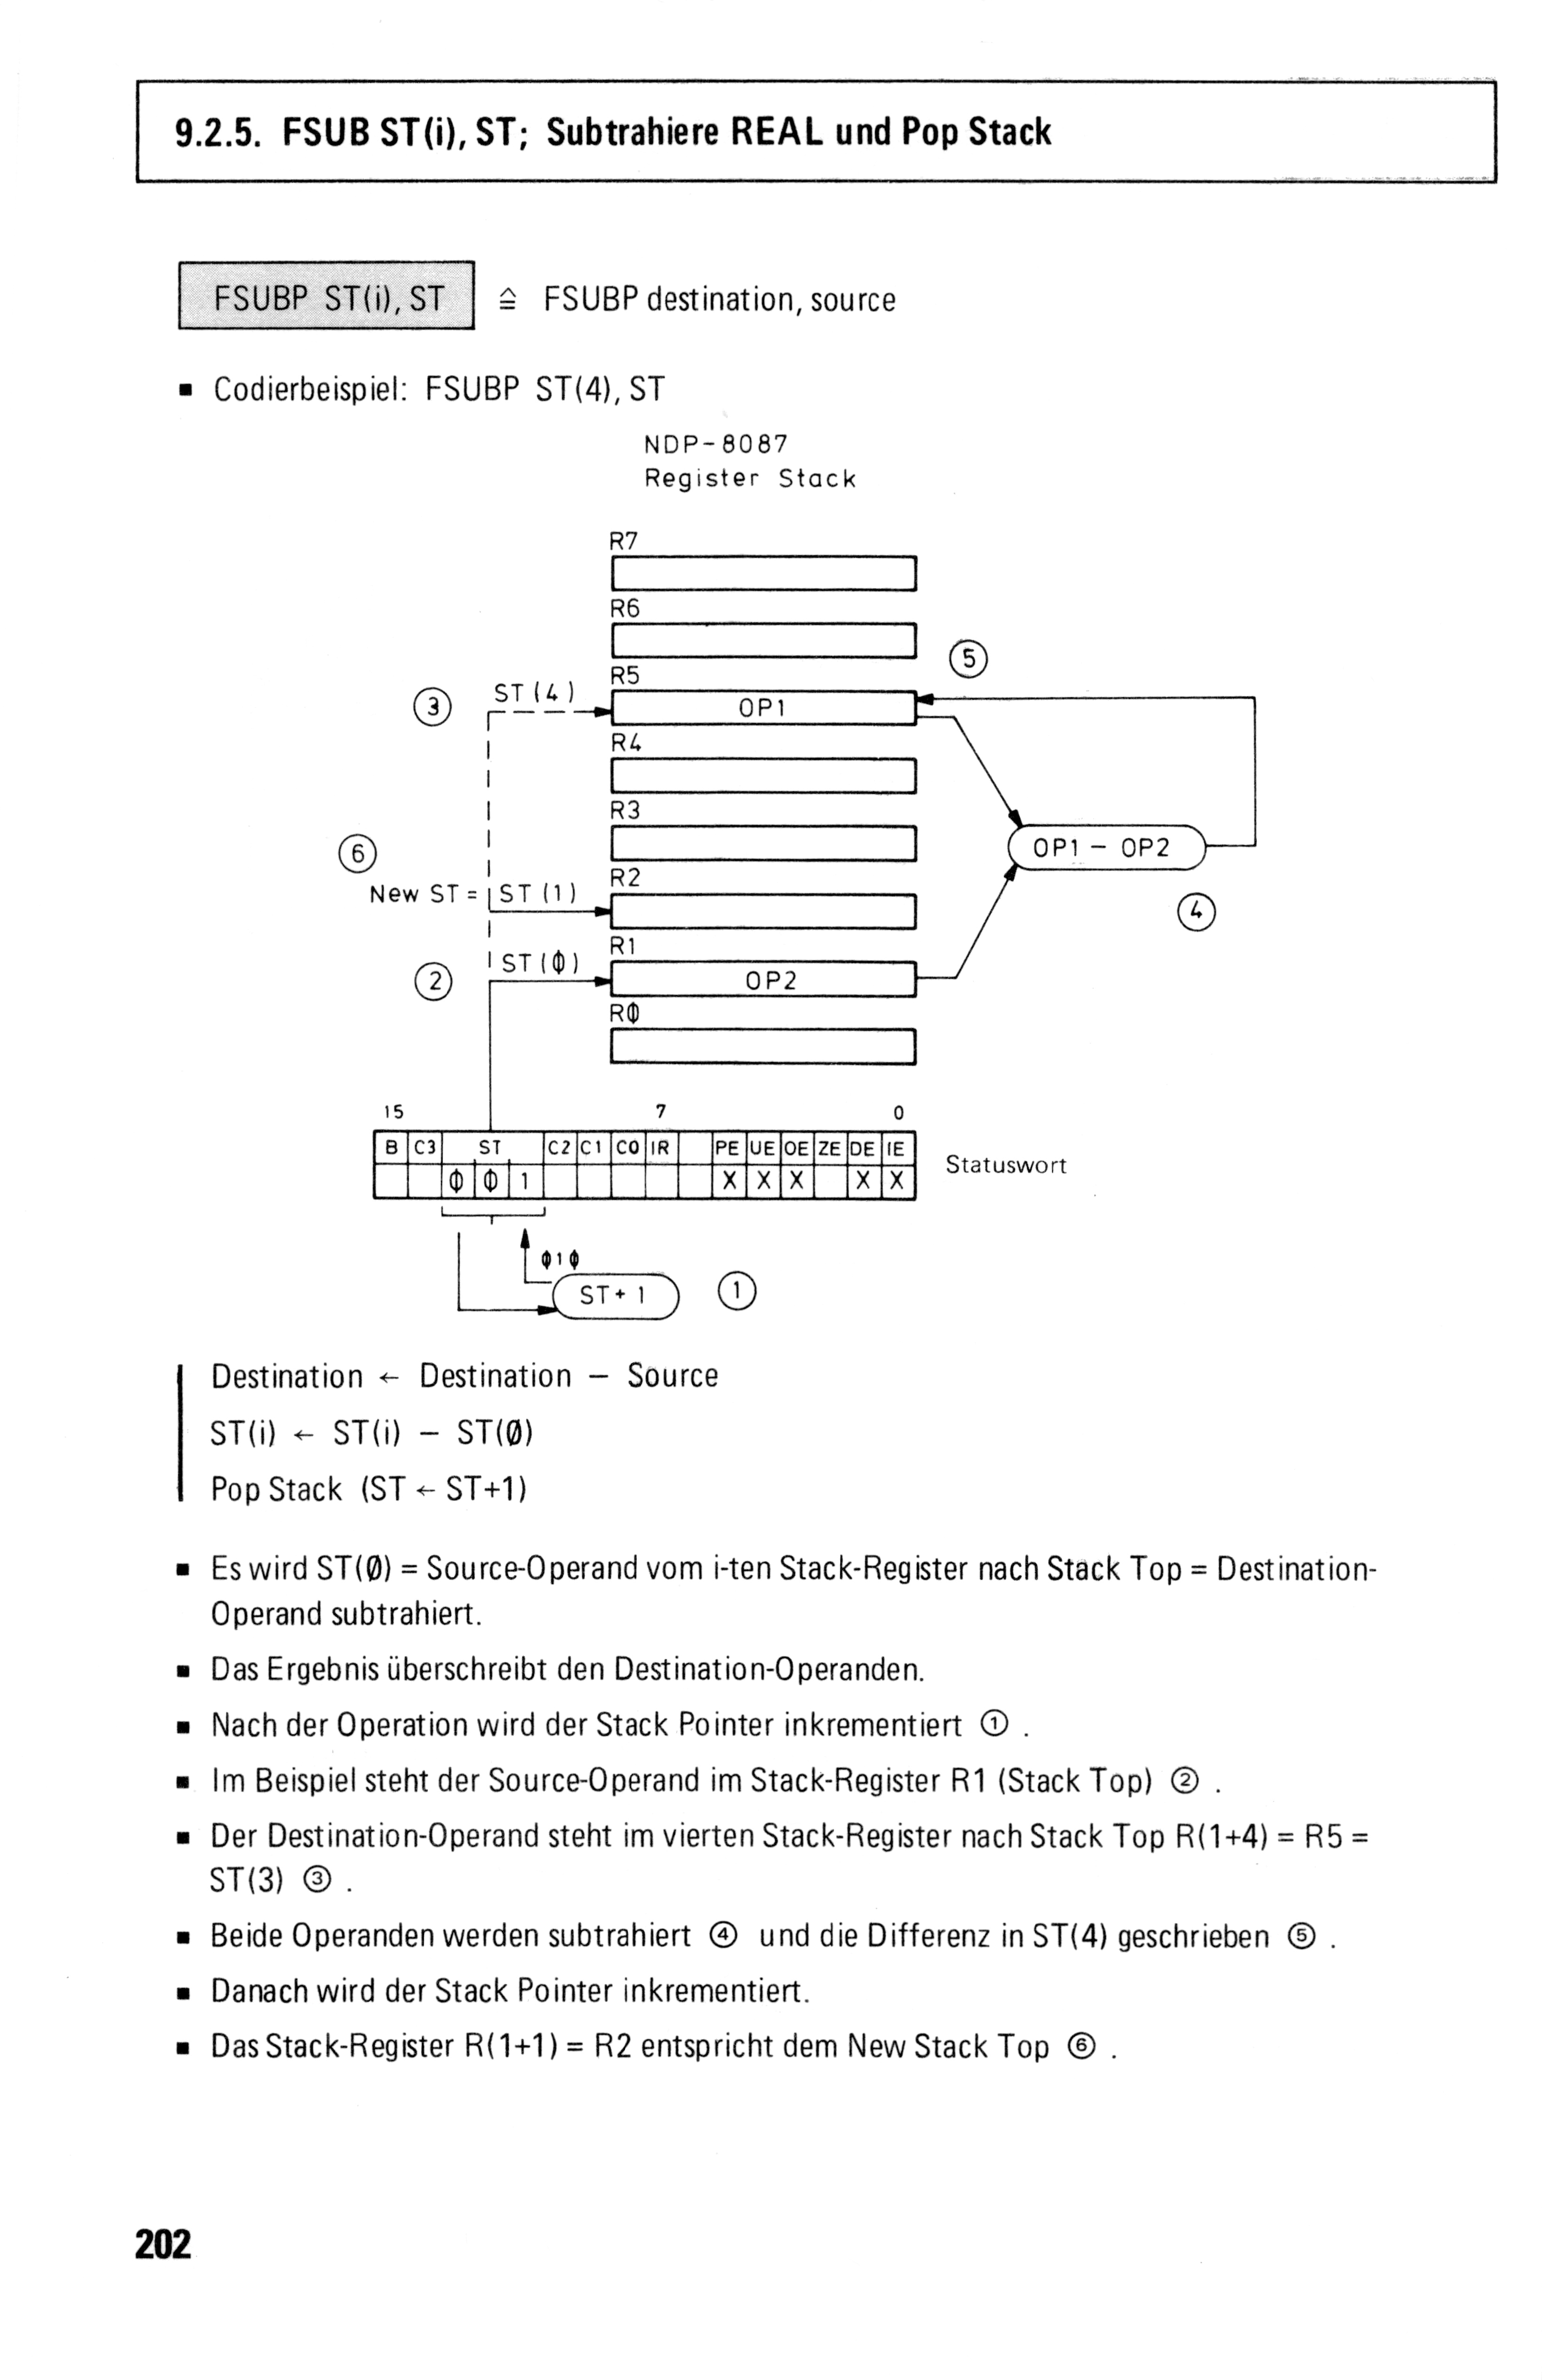 9.2.5. FSUB ST(i), ST; Subtrahiere REAL und Pop Stack
FSUBP ST(i), ST ≙ FSUBP destination, source
▪ Codierbeispiel: FSUBP ST(4), ST
NDP-8087
Register Stack
R7
R6
⑤
R5
③ ST(4) OP1
R4
R3
⑥ OP1 – OP2
R2
New ST = ST(1)
④
R1
② ST(Φ) OP2
RΦ
15 7 0
B C3 ST C2 C1 C0 IR PE UE OE ZE DE IE
Statuswort
Φ Φ 1 X X X X X
Φ1Φ
ST+1 ①
Destination ← Destination – Source
ST(i) ← ST(i) – ST(Ø)
Pop Stack (ST ← ST+1)
▪ Es wird ST(Ø) = Source-Operand vom i-ten Stack-Register nach Stack Top = Destination-
Operand subtrahiert.
▪ Das Ergebnis überschreibt den Destination-Operanden.
▪ Nach der Operation wird der Stack Pointer inkrementiert ① .
▪ Im Beispiel steht der Source-Operand im Stack-Register R1 (Stack Top) ② .
▪ Der Destination-Operand steht im vierten Stack-Register nach Stack Top R(1+4) = R5 =
ST(3) ③ .
▪ Beide Operanden werden subtrahiert ④ und die Differenz in ST(4) geschrieben ⑤ .
▪ Danach wird der Stack Pointer inkrementiert.
▪ Das Stack-Register R(1+1) = R2 entspricht dem New Stack Top ⑥ .
202